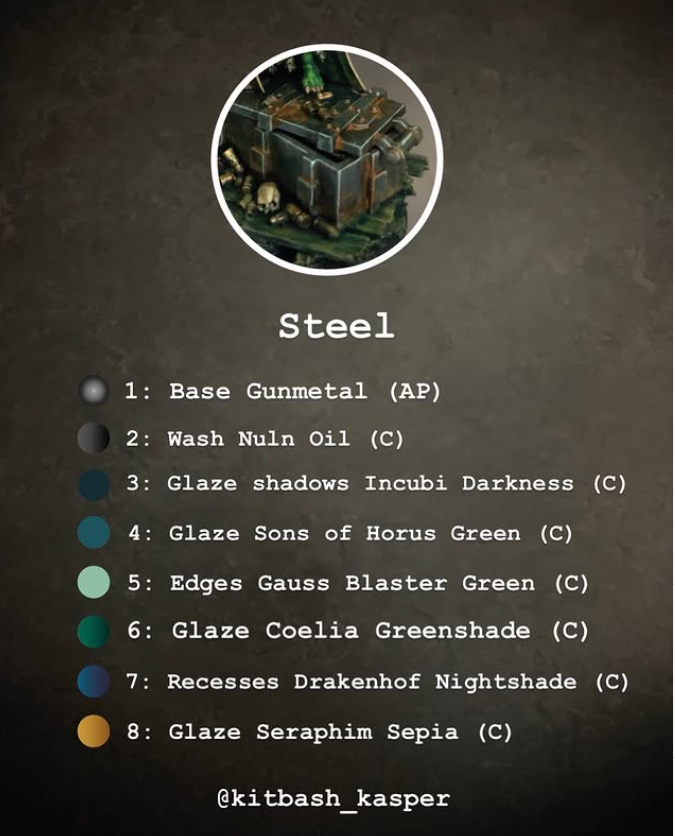 Steel
1: Base Gunmetal (AP)
2: Wash Nuln Oil (C)
3: Glaze shadows Incubi Darkness (C)
4: Glaze Sons of Horus Green (C)
5: Edges Gauss Blaster Green (C)
6: Glaze Coelia Greenshade (C)
7: Recesses Drakenhof Nightshade (C)
8: Glaze Seraphim Sepia (C)
@kitbash_kasper